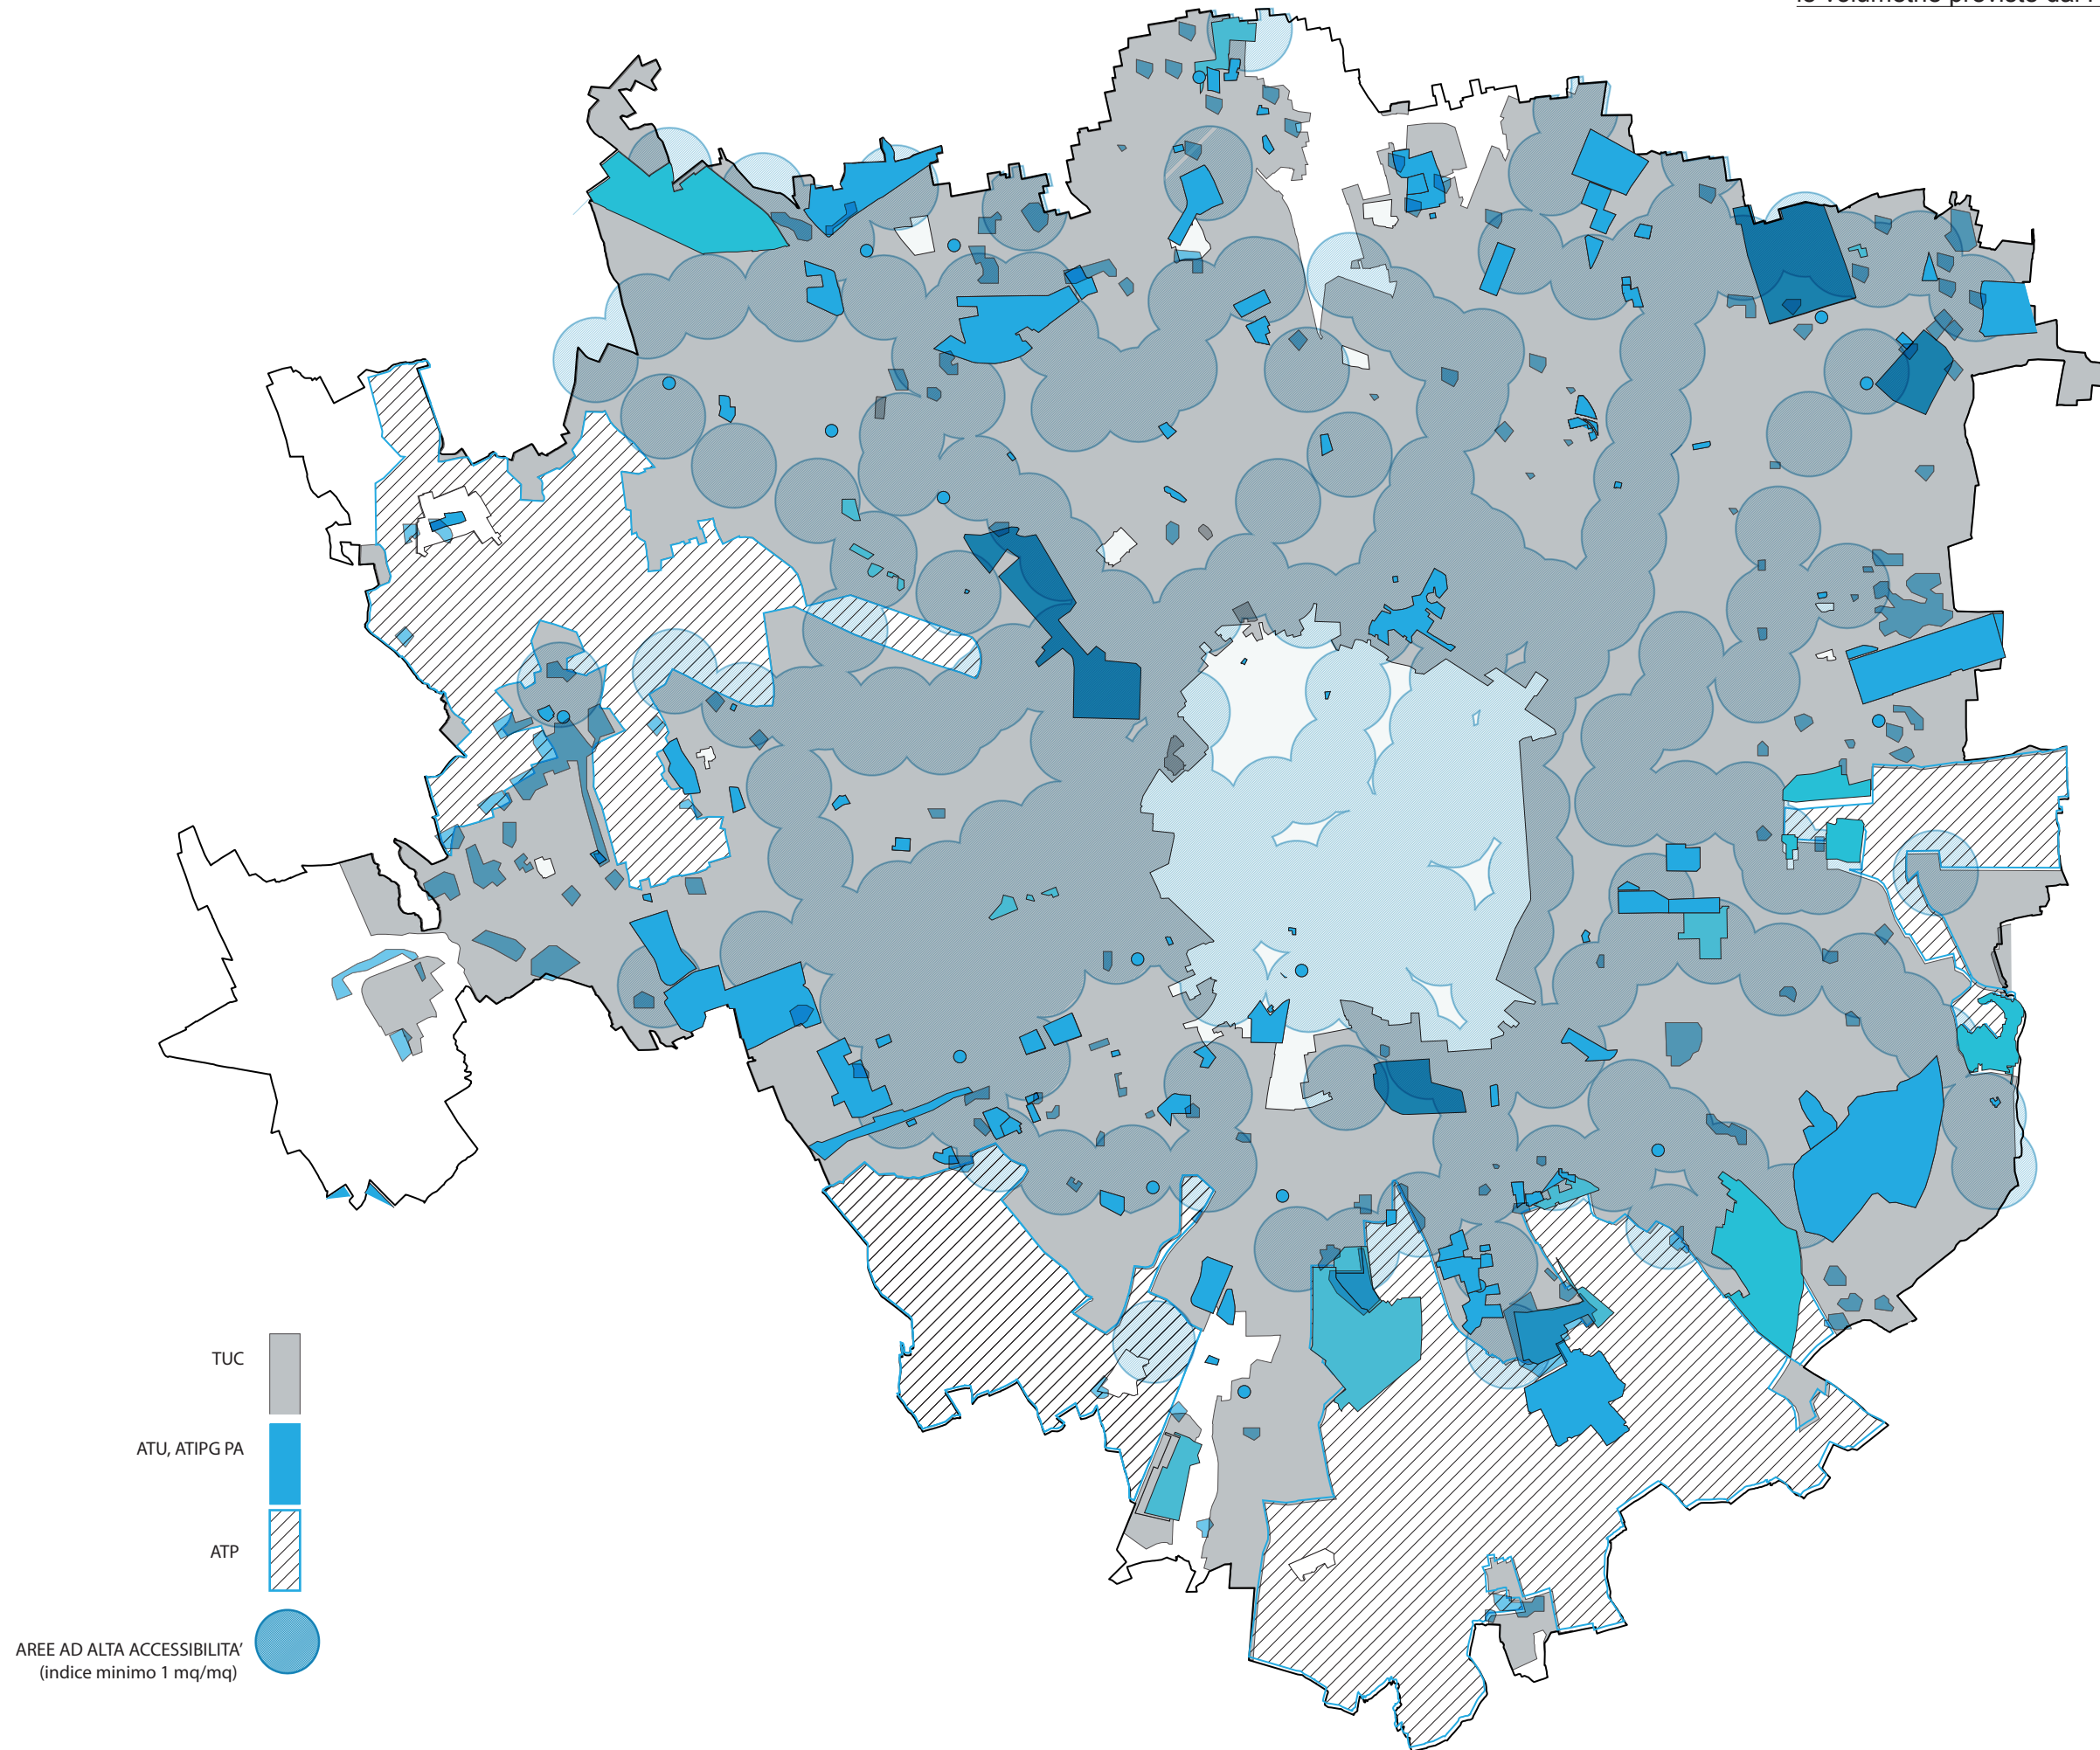 TUC
ATU, ATIPG PA
ATP
AREE AD ALTA ACCESSIBILITA'
(indice minimo 1 mq/mq)